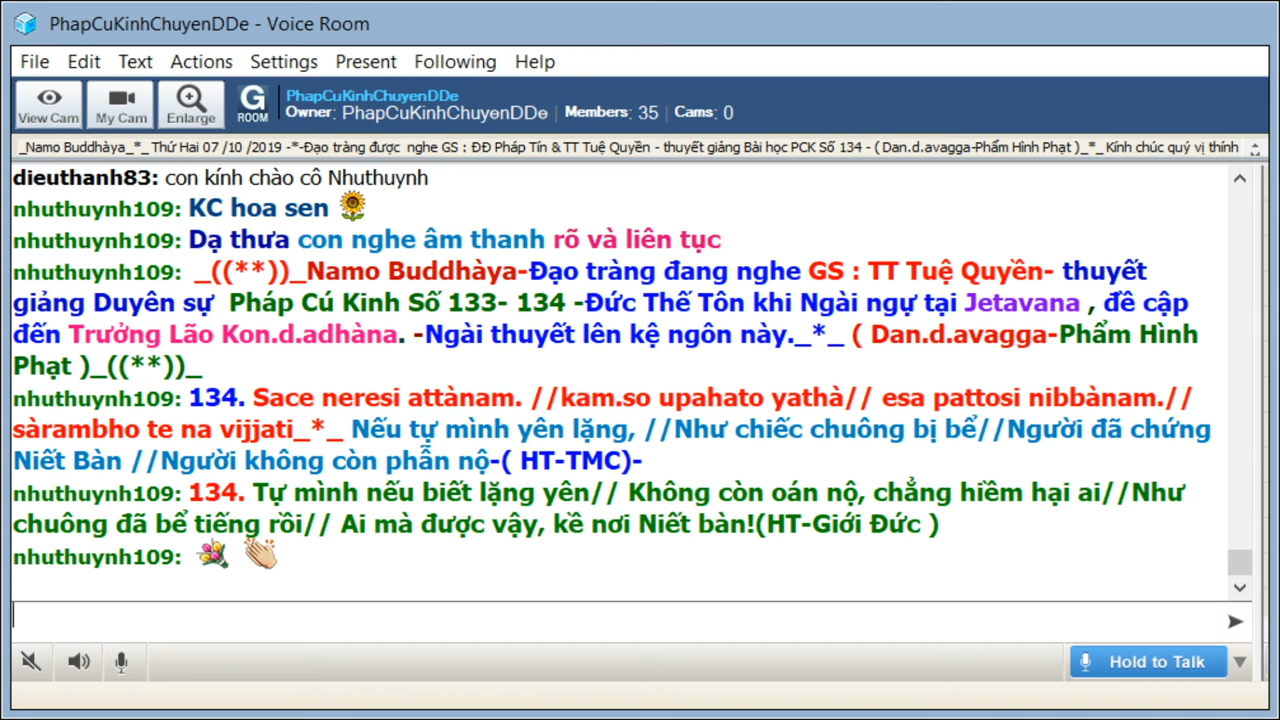 PhapCuKinhChuyenDDe - Voice Room
File Edit Text Actions Settings Present Following Help
View Cam My Cam Enlarge G ROOM
PhapCuKinhChuyenDDe
Owner: PhapCuKinhChuyenDDe | Members: 35 | Cams: 0
_Namo Buddhàya_*_ Thứ Hai 07 /10 /2019 -*-Đạo tràng được nghe GS : ĐĐ Pháp Tín & TT Tuệ Quyền - thuyết giảng Bài học PCK Số 134 - ( Dan.d.avagga-Phẩm Hình Phạt )_*_ Kính chúc quý vị thính
dieuthanh83: con kính chào cô Nhuthuynh
nhuthuynh109: KC hoa sen
nhuthuynh109: Dạ thưa con nghe âm thanh rõ và liên tục
nhuthuynh109: _((**))_Namo Buddhàya-Đạo tràng đang nghe GS : TT Tuệ Quyền- thuyết
giảng Duyên sự Pháp Cú Kinh Số 133- 134 -Đức Thế Tôn khi Ngài ngự tại Jetavana , đề cập
đến Trưởng Lão Kon.d.adhàna. -Ngài thuyết lên kệ ngôn này._*_ ( Dan.d.avagga-Phẩm Hình
Phạt )_((**))_
nhuthuynh109: 134. Sace neresi attànam. //kam.so upahato yathà// esa pattosi nibbànam.//
sàrambho te na vijjati_*_ Nếu tự mình yên lặng, //Như chiếc chuông bị bể//Người đã chứng
Niết Bàn //Người không còn phẫn nộ-( HT-TMC)-
nhuthuynh109: 134. Tự mình nếu biết lặng yên// Không còn oán nộ, chẳng hiềm hại ai//Như
chuông đã bể tiếng rồi// Ai mà được vậy, kề nơi Niết bàn!(HT-Giới Đức )
nhuthuynh109:
Hold to Talk